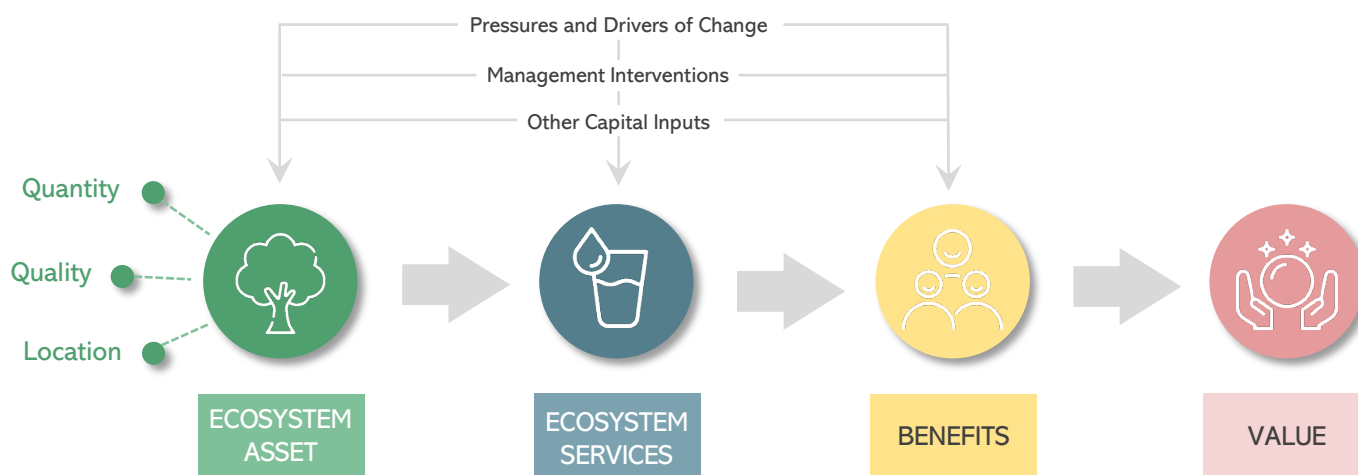 Pressures and Drivers of Change
Management Interventions
Other Capital Inputs
Quantity
Quality
Location
ECOSYSTEM
ASSET
ECOSYSTEM
SERVICES
BENEFITS
VALUE